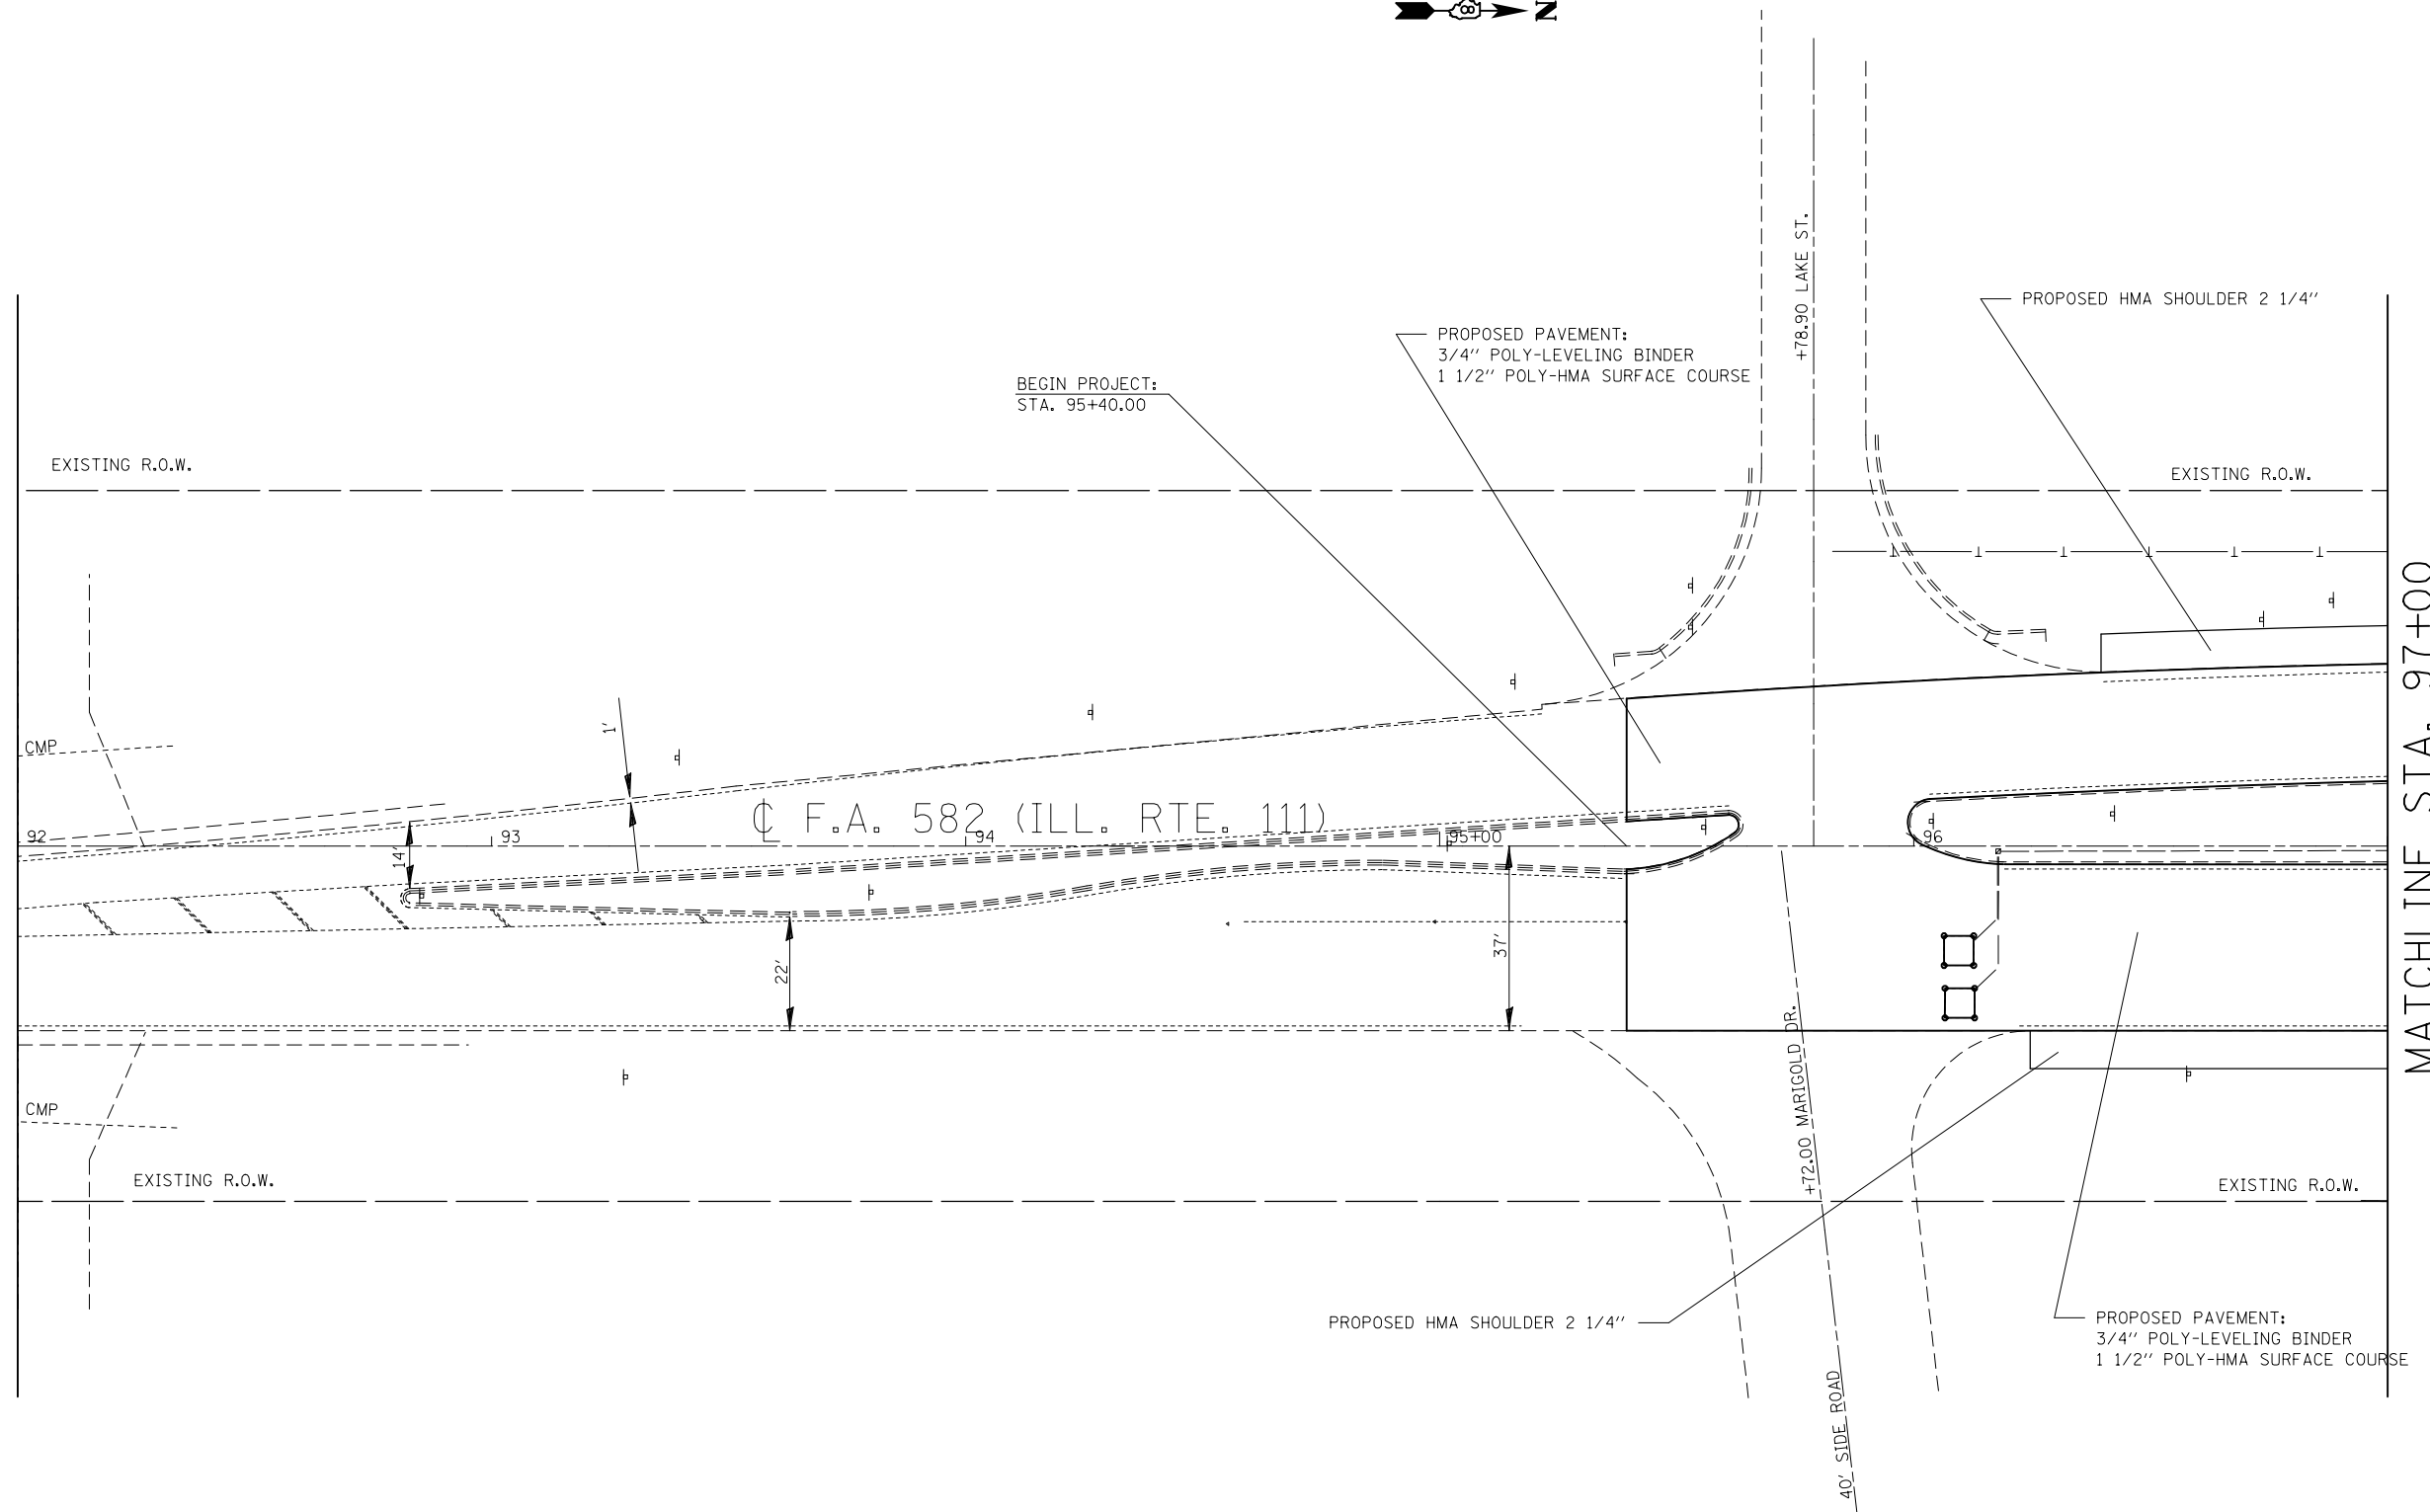 N
+78.90 LAKE ST.
PROPOSED HMA SHOULDER 2 1/4"
PROPOSED PAVEMENT:
3/4" POLY-LEVELING BINDER
1 1/2" POLY-HMA SURFACE COURSE
BEGIN PROJECT:
STA. 95+40.00
EXISTING R.O.W.
EXISTING R.O.W.
MATCHLINE STA. 97+00
1'
CMP
℄ F.A. 582 (ILL. RTE. 111)
92
93
94
95+00
96
14'
22'
37'
+72.00 MARIGOLD DR.
CMP
EXISTING R.O.W.
EXISTING R.O.W.
PROPOSED HMA SHOULDER 2 1/4"
PROPOSED PAVEMENT:
3/4" POLY-LEVELING BINDER
1 1/2" POLY-HMA SURFACE COURSE
40' SIDE ROAD